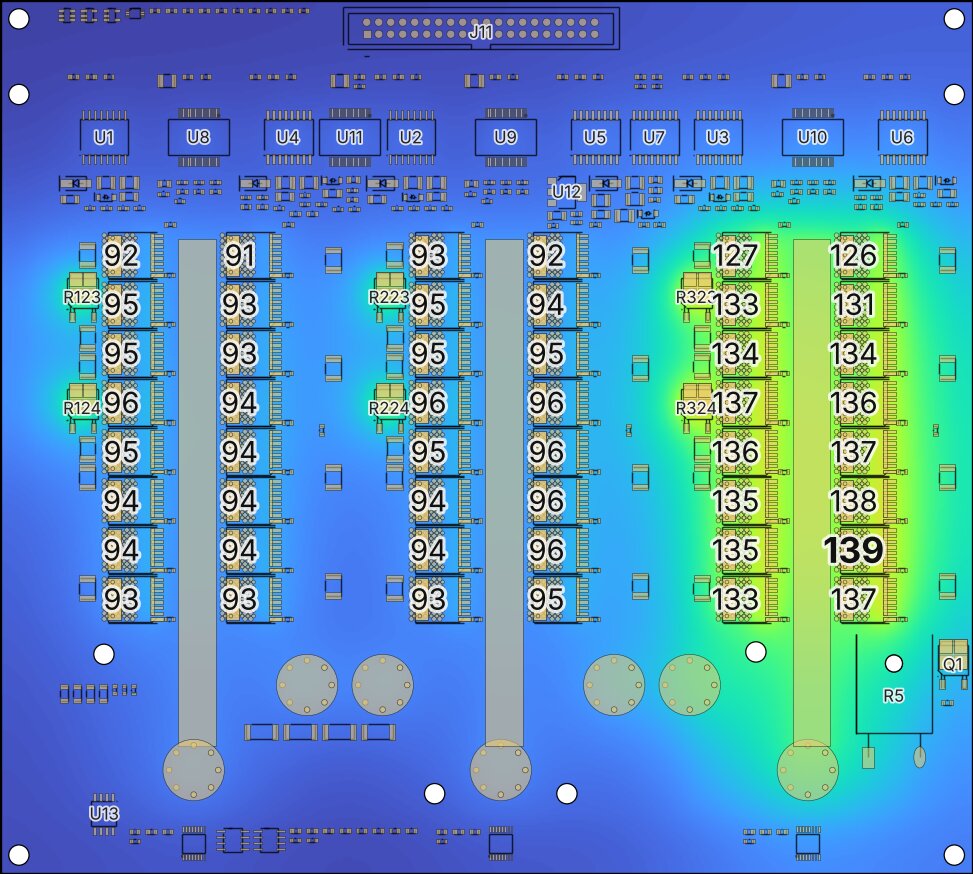 J11
U1 U8 U4 U11 U2 U9 U5 U7 U3 U10 U6
U12
92 91 93 92 127 126
R123 95 93 R223 95 94 R323 133 131
95 93 95 95 134 134
R124 96 94 R224 96 96 R324 137 136
95 94 95 96 136 137
94 94 94 96 135 138
94 94 94 96 135 139
93 93 93 95 133 137
Q1
R5
U13